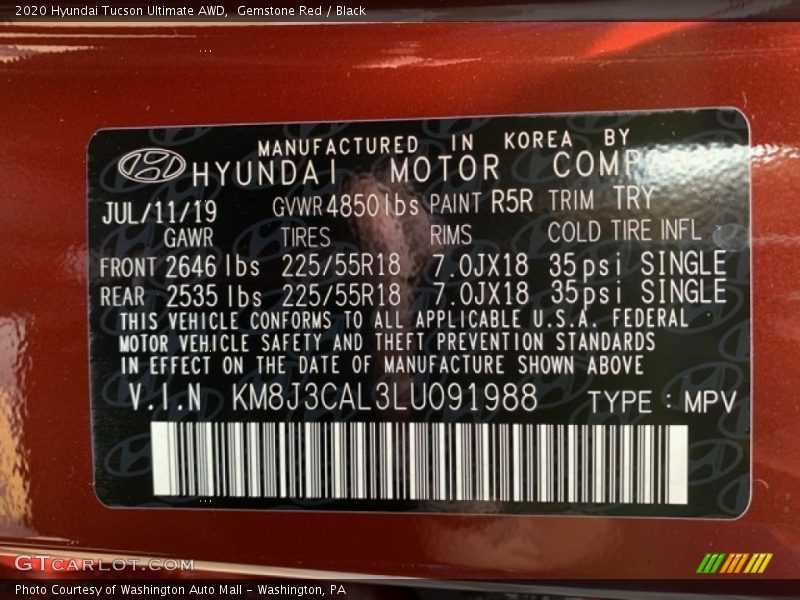 2020 Hyundai Tucson Ultimate AWD, Gemstone Red / Black
MANUFACTURED IN KOREA BY
HYUNDAI MOTOR COMPANY
JUL/11/19 GVWR 4850lbs PAINT R5R TRIM TRY
GAWR TIRES RIMS COLD TIRE INFL
FRONT 2646 lbs 225/55R18 7.0JX18 35psi SINGLE
REAR 2535 lbs 225/55R18 7.0JX18 35psi SINGLE
THIS VEHICLE CONFORMS TO ALL APPLICABLE U.S.A. FEDERAL
MOTOR VEHICLE SAFETY AND THEFT PREVENTION STANDARDS
IN EFFECT ON THE DATE OF MANUFACTURE SHOWN ABOVE
V.I.N KM8J3CAL3LU091988 TYPE : MPV
GTCARLOT.COM
Photo Courtesy of Washington Auto Mall - Washington, PA